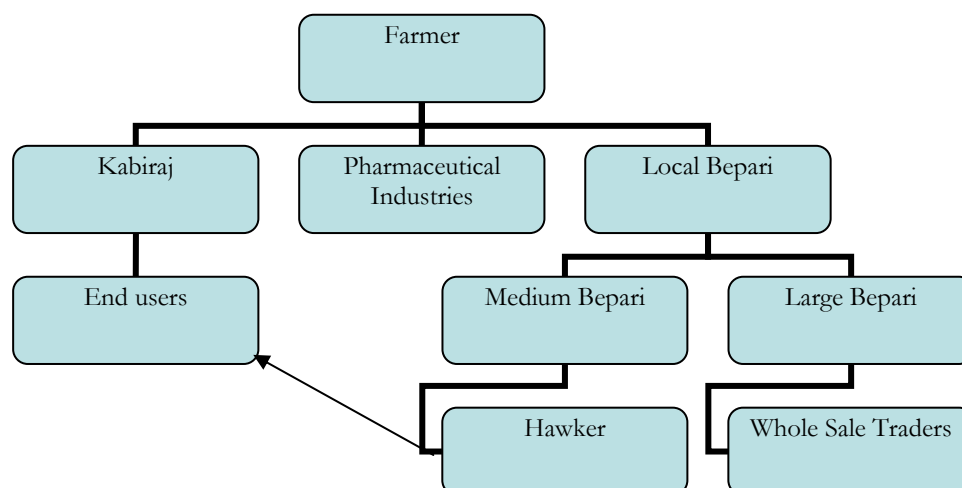 Farmer
Kabiraj
Pharmaceutical
Industries
Local Bepari
End users
Medium Bepari
Large Bepari
Hawker
Whole Sale Traders